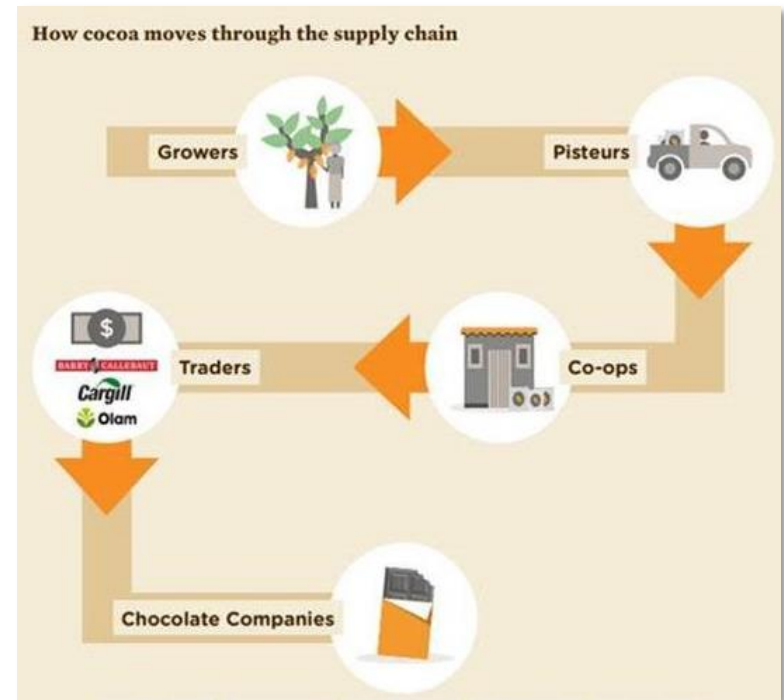 How cocoa moves through the supply chain
Growers
Pisteurs
$
BARRY CALLEBAUT
Cargill
Olam
Traders
Co-ops
Chocolate Companies